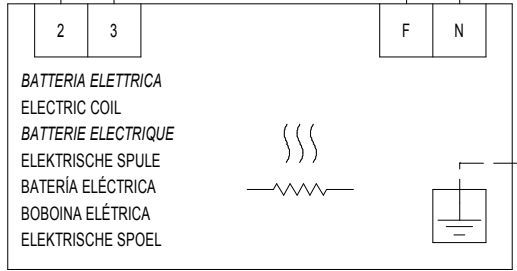 2 3 F N
BATTERIA ELETTRICA
ELECTRIC COIL
BATTERIE ELECTRIQUE
ELEKTRISCHE SPULE
BATERÍA ELÉCTRICA
BOBOINA ELÉTRICA
ELEKTRISCHE SPOEL